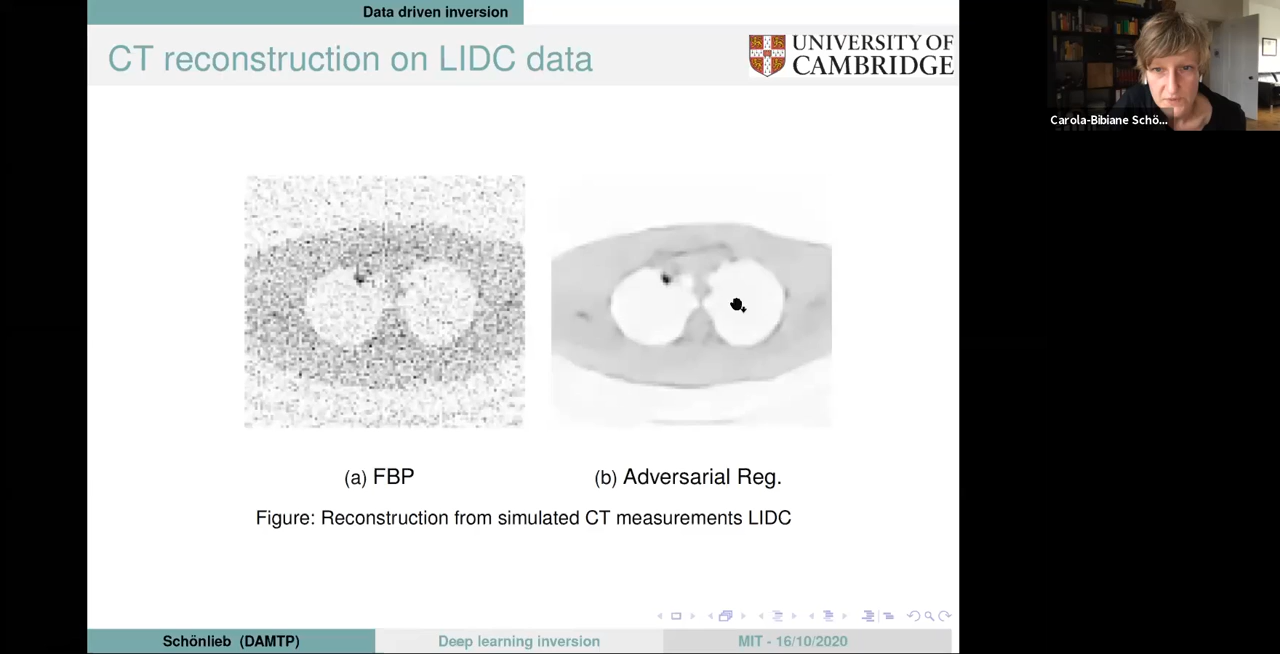 Data driven inversion
CT reconstruction on LIDC data
UNIVERSITY OF
CAMBRIDGE
Carola-Bibiane Schö...
(a) FBP
(b) Adversarial Reg.
Figure: Reconstruction from simulated CT measurements LIDC
Schönlieb (DAMTP)
Deep learning inversion
MIT - 16/10/2020